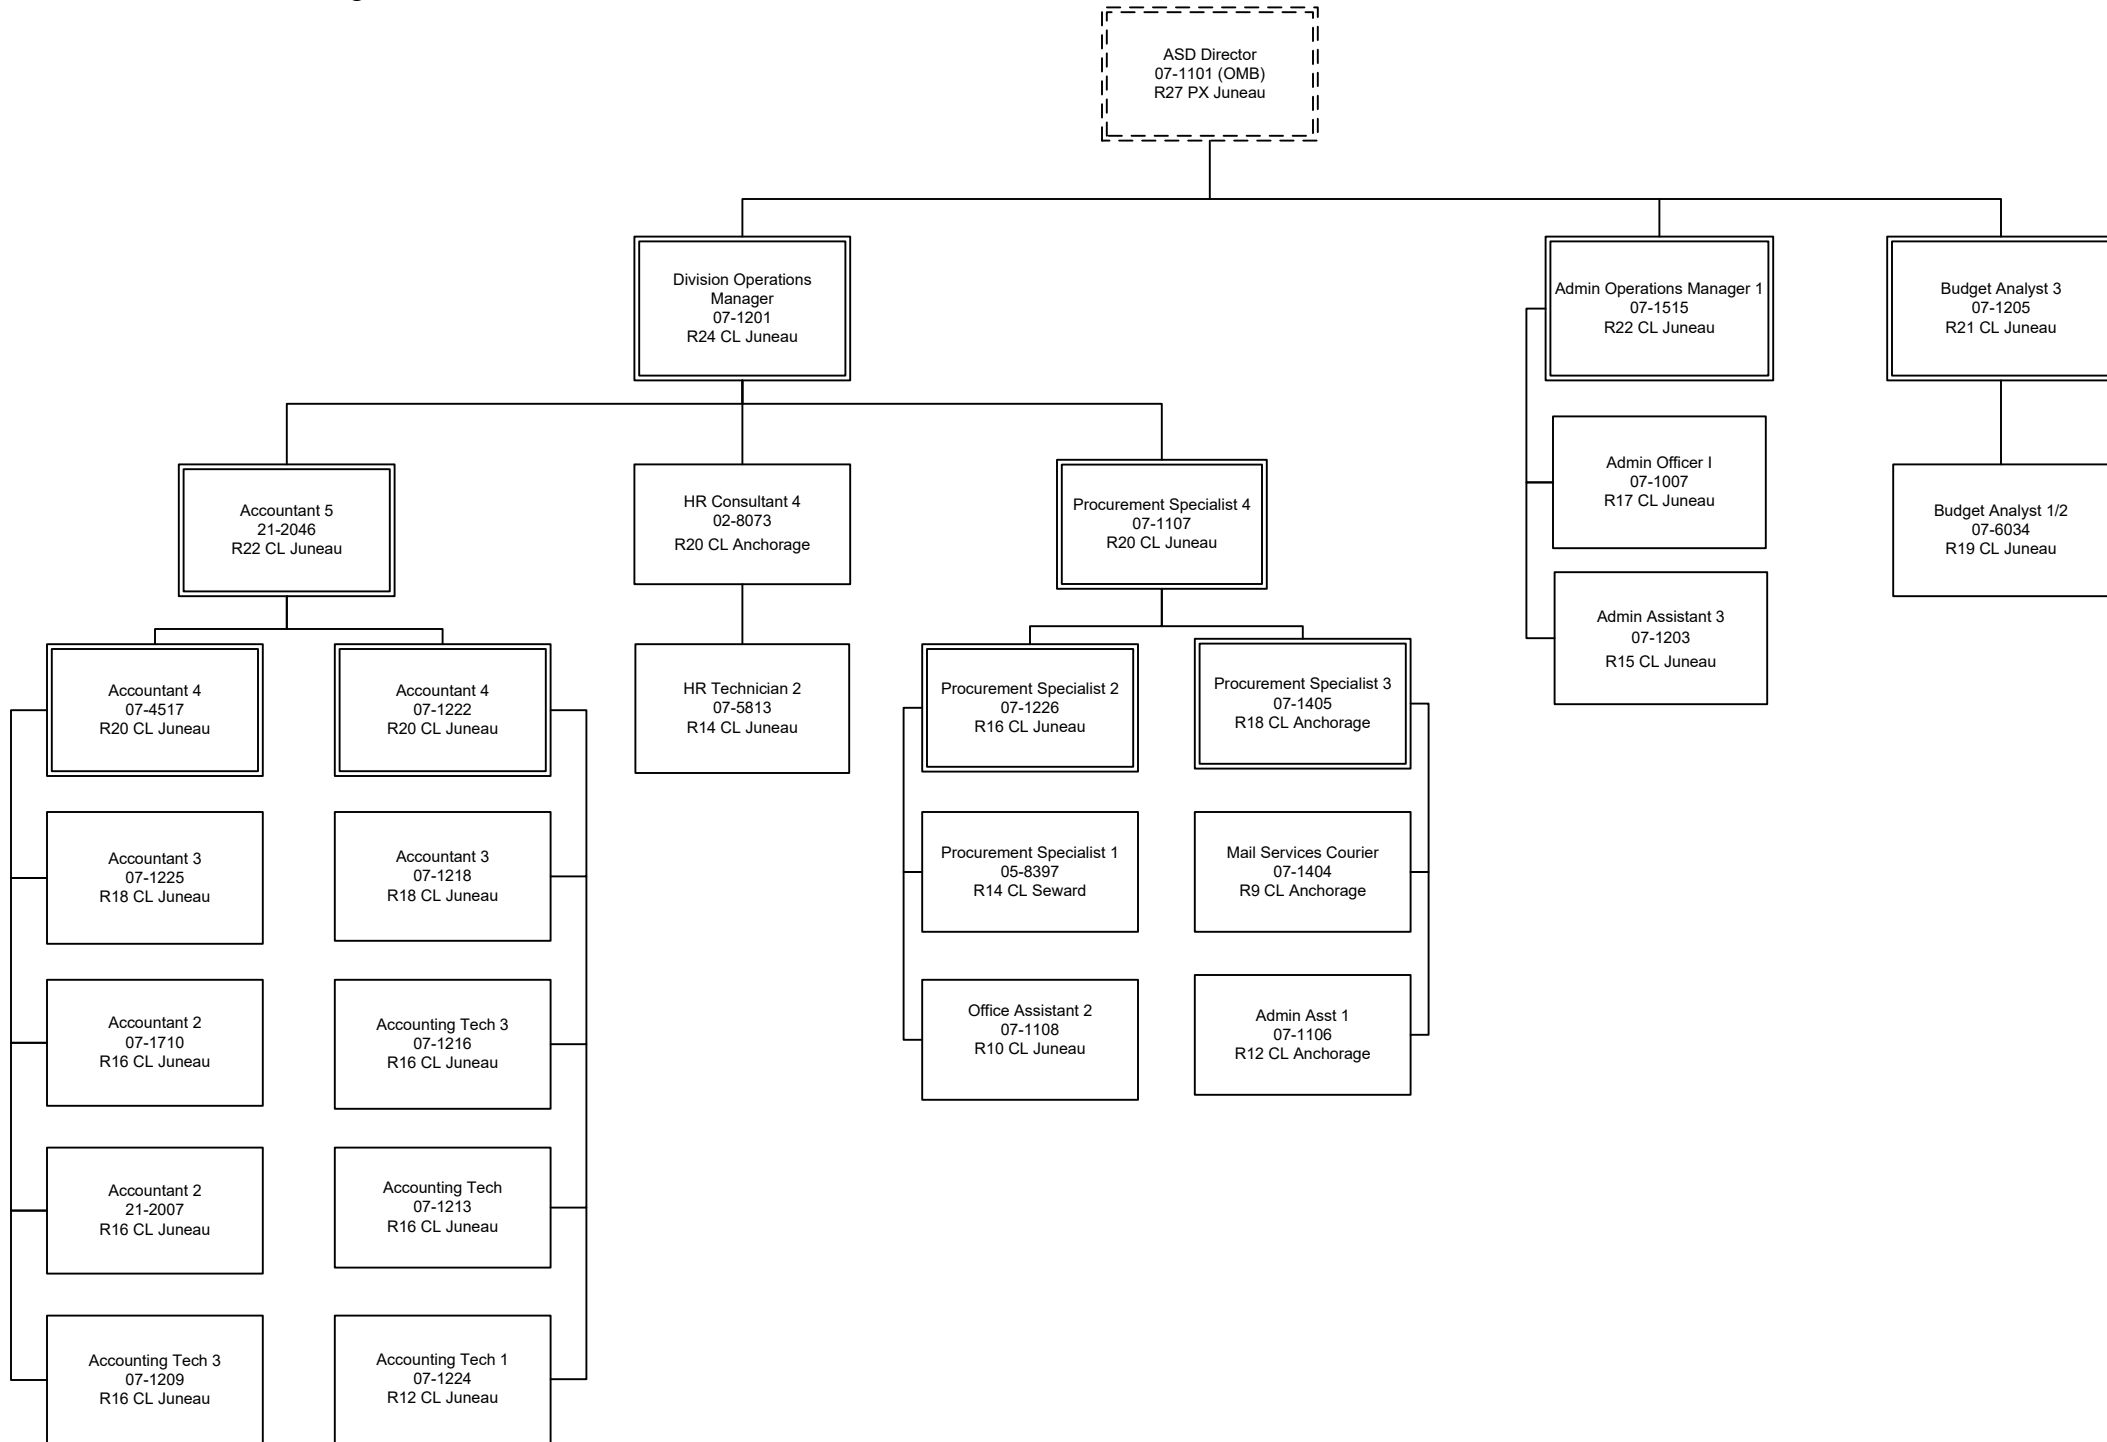 ASD Director
07-1101 (OMB)
R27 PX Juneau
Division Operations
Manager
07-1201
R24 CL Juneau
Admin Operations Manager 1
07-1515
R22 CL Juneau
Budget Analyst 3
07-1205
R21 CL Juneau
Accountant 5
21-2046
R22 CL Juneau
HR Consultant 4
02-8073
R20 CL Anchorage
Procurement Specialist 4
07-1107
R20 CL Juneau
Admin Officer I
07-1007
R17 CL Juneau
Budget Analyst 1/2
07-6034
R19 CL Juneau
Admin Assistant 3
07-1203
R15 CL Juneau
Accountant 4
07-4517
R20 CL Juneau
Accountant 4
07-1222
R20 CL Juneau
HR Technician 2
07-5813
R14 CL Juneau
Procurement Specialist 2
07-1226
R16 CL Juneau
Procurement Specialist 3
07-1405
R18 CL Anchorage
Accountant 3
07-1225
R18 CL Juneau
Accountant 3
07-1218
R18 CL Juneau
Procurement Specialist 1
05-8397
R14 CL Seward
Mail Services Courier
07-1404
R9 CL Anchorage
Accountant 2
07-1710
R16 CL Juneau
Accounting Tech 3
07-1216
R16 CL Juneau
Office Assistant 2
07-1108
R10 CL Juneau
Admin Asst 1
07-1106
R12 CL Anchorage
Accountant 2
21-2007
R16 CL Juneau
Accounting Tech
07-1213
R16 CL Juneau
Accounting Tech 3
07-1209
R16 CL Juneau
Accounting Tech 1
07-1224
R12 CL Juneau